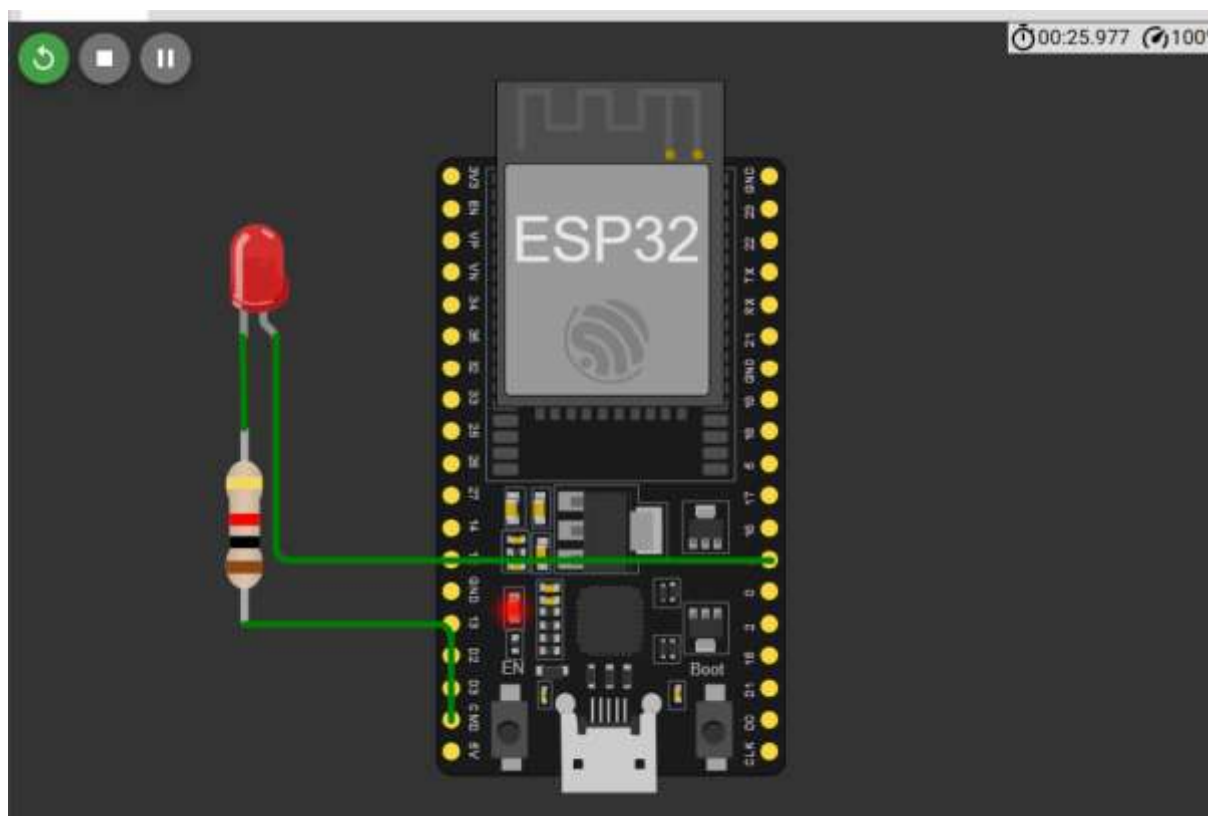 00:25.977 100%
ESP32
3V3
EN
VP
VN
34
35
32
33
25
26
27
14
1
GND
13
D2
D3
CMD
5V
GND
23
22
TX
RX
21
GND
19
18
5
17
16
0
2
15
D1
D0
CLK
EN
Boot